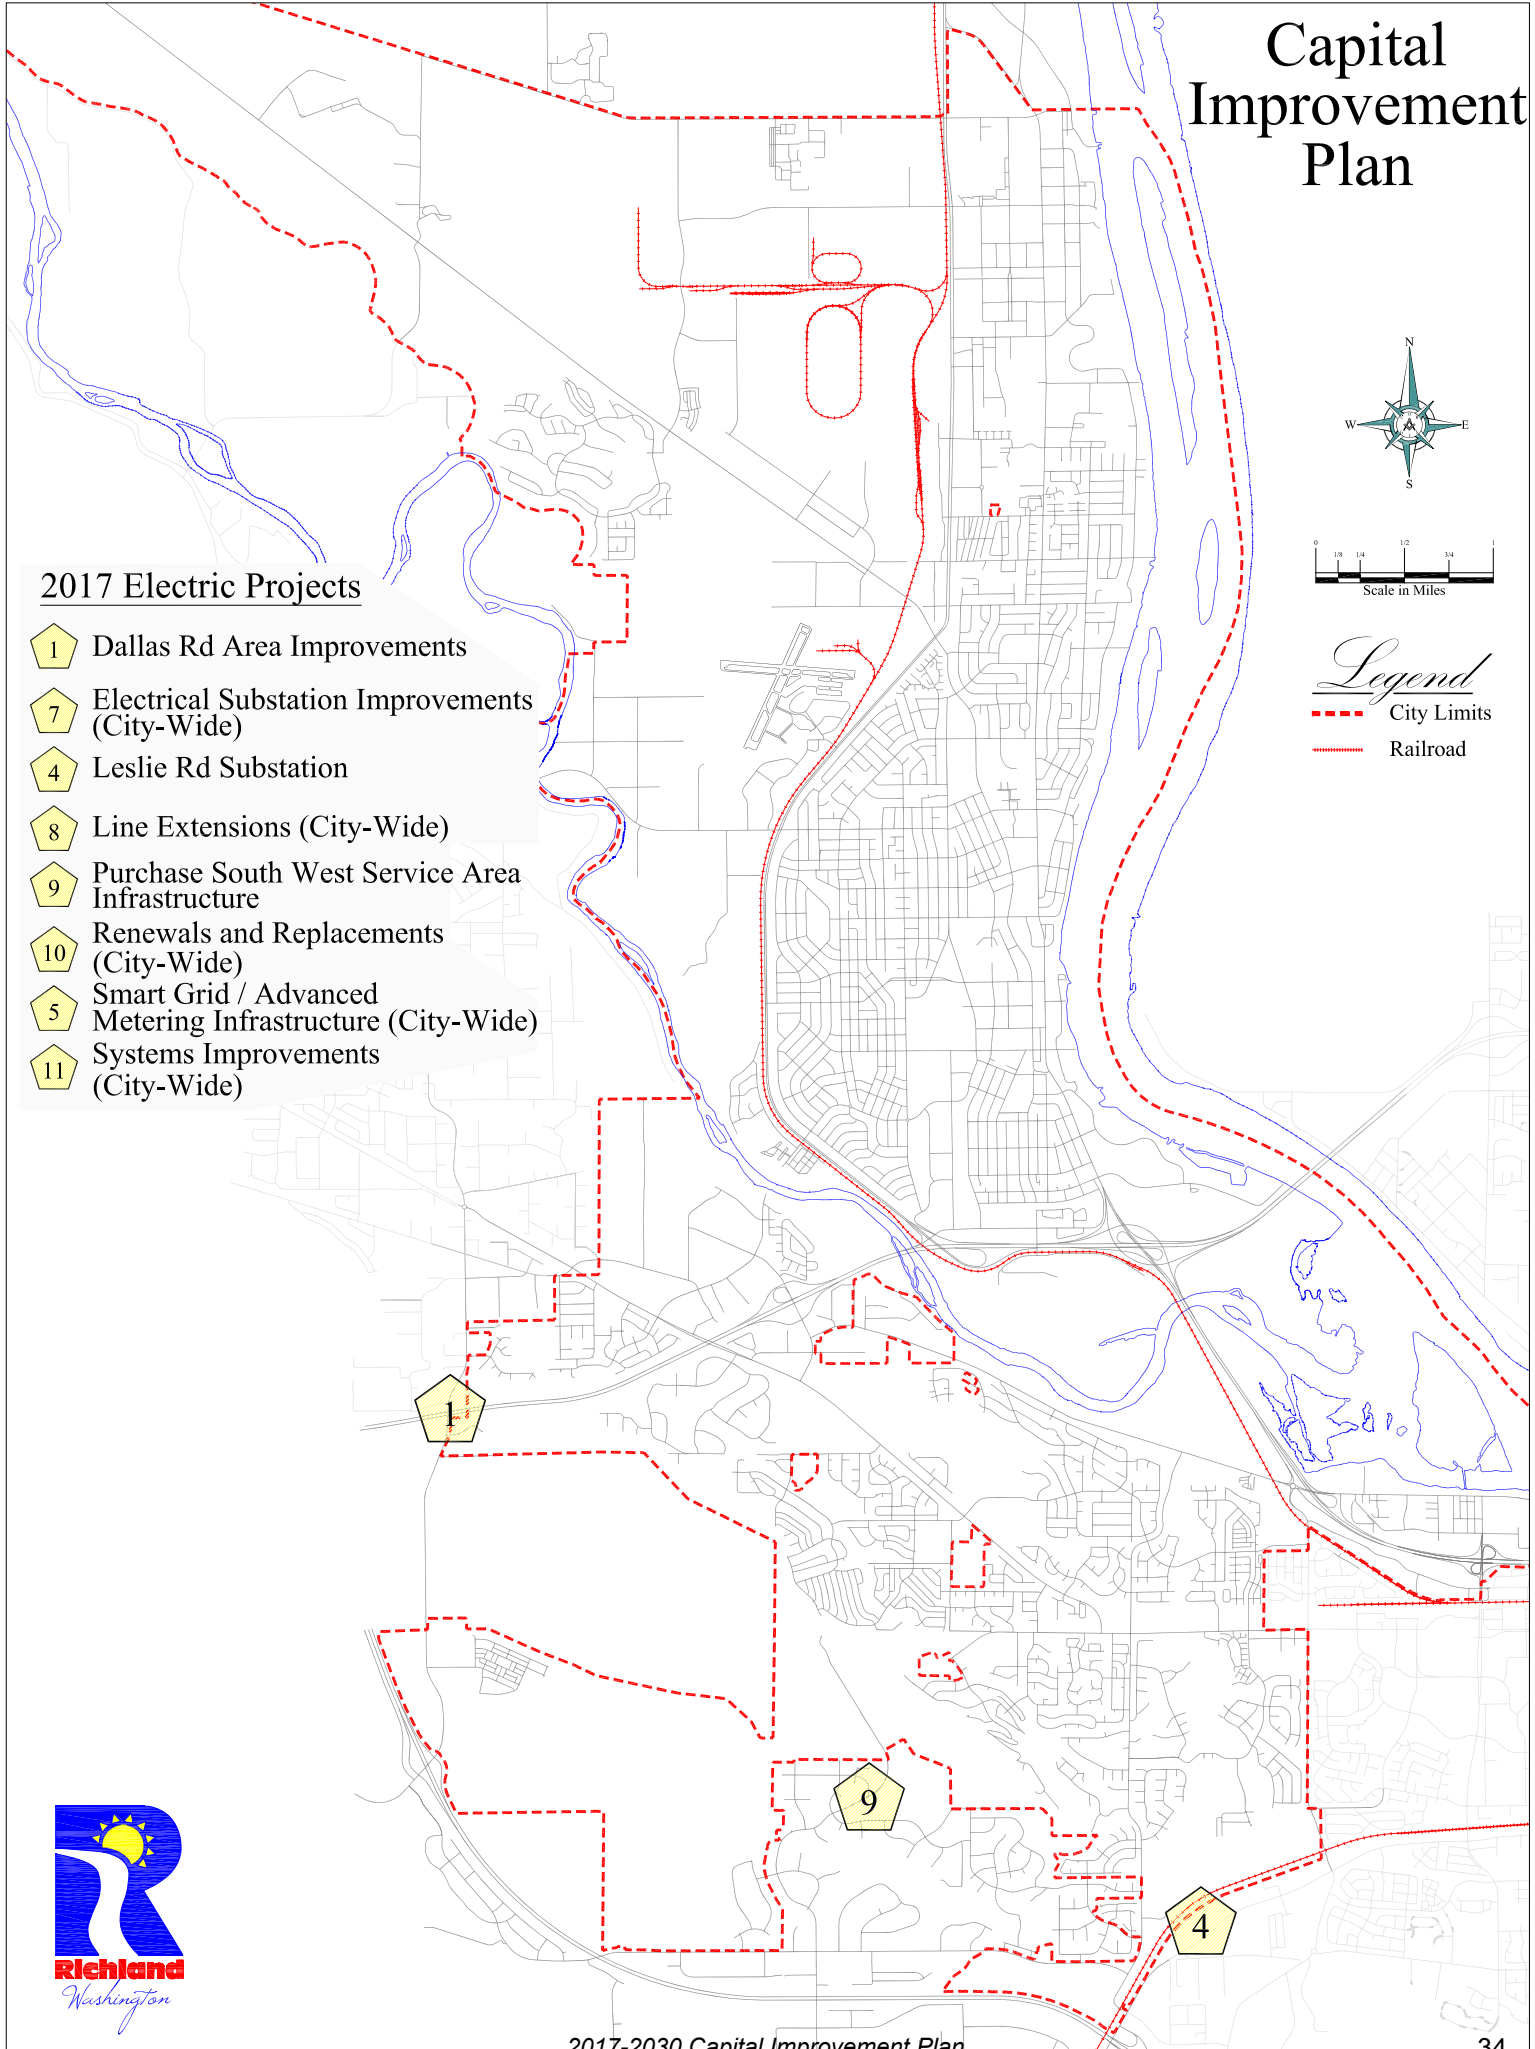 Capital
Improvement
Plan
N
W
E
S
0
1/8
1/4
1/2
3/4
1
Scale in Miles
Legend
City Limits
Railroad
2017 Electric Projects
1 Dallas Rd Area Improvements
7 Electrical Substation Improvements
(City-Wide)
4 Leslie Rd Substation
8 Line Extensions (City-Wide)
9 Purchase South West Service Area
Infrastructure
10 Renewals and Replacements
(City-Wide)
5 Smart Grid / Advanced
Metering Infrastructure (City-Wide)
11 Systems Improvements
(City-Wide)
1
9
4
Richland
Washington
2017-2030 Capital Improvement Plan
34